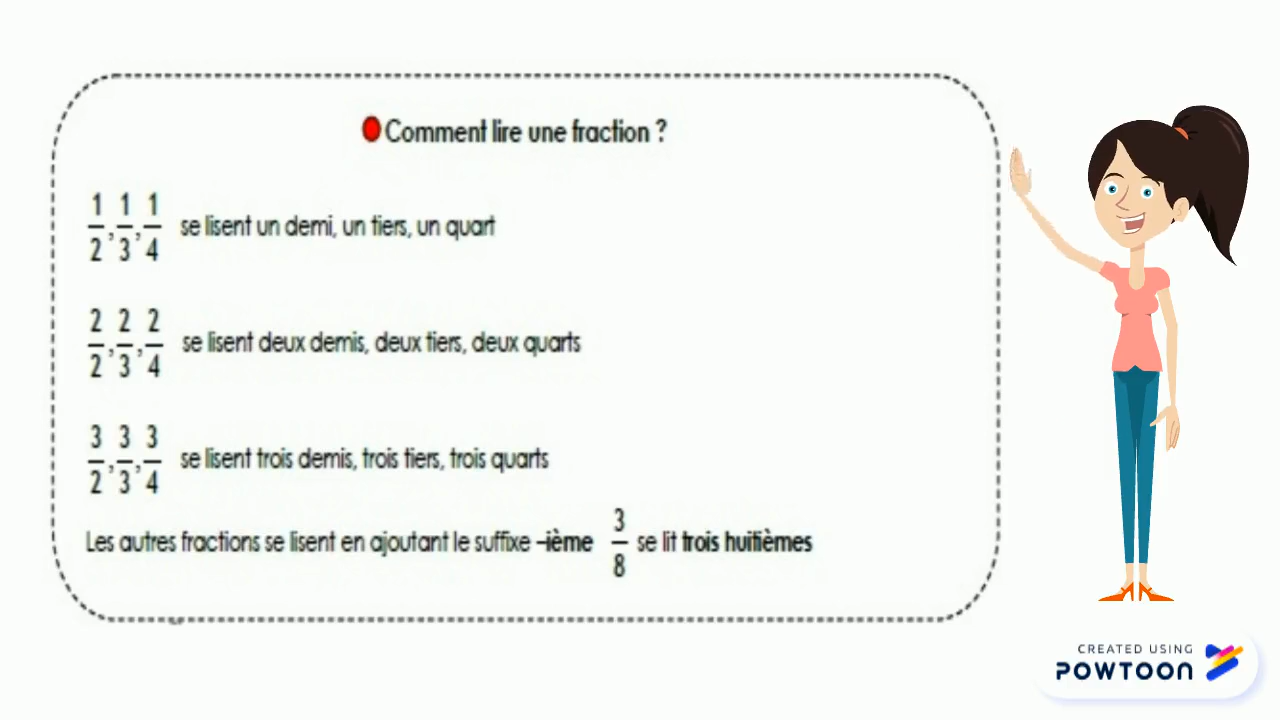 Comment lire une fraction ?
1/2, 1/3, 1/4 se lisent un demi, un tiers, un quart
2/2, 2/3, 2/4 se lisent deux demis, deux tiers, deux quarts
3/2, 3/3, 3/4 se lisent trois demis, trois tiers, trois quarts
Les autres fractions se lisent en ajoutant le suffixe –ième 3/8 se lit trois huitièmes
CREATED USING
POWTOON